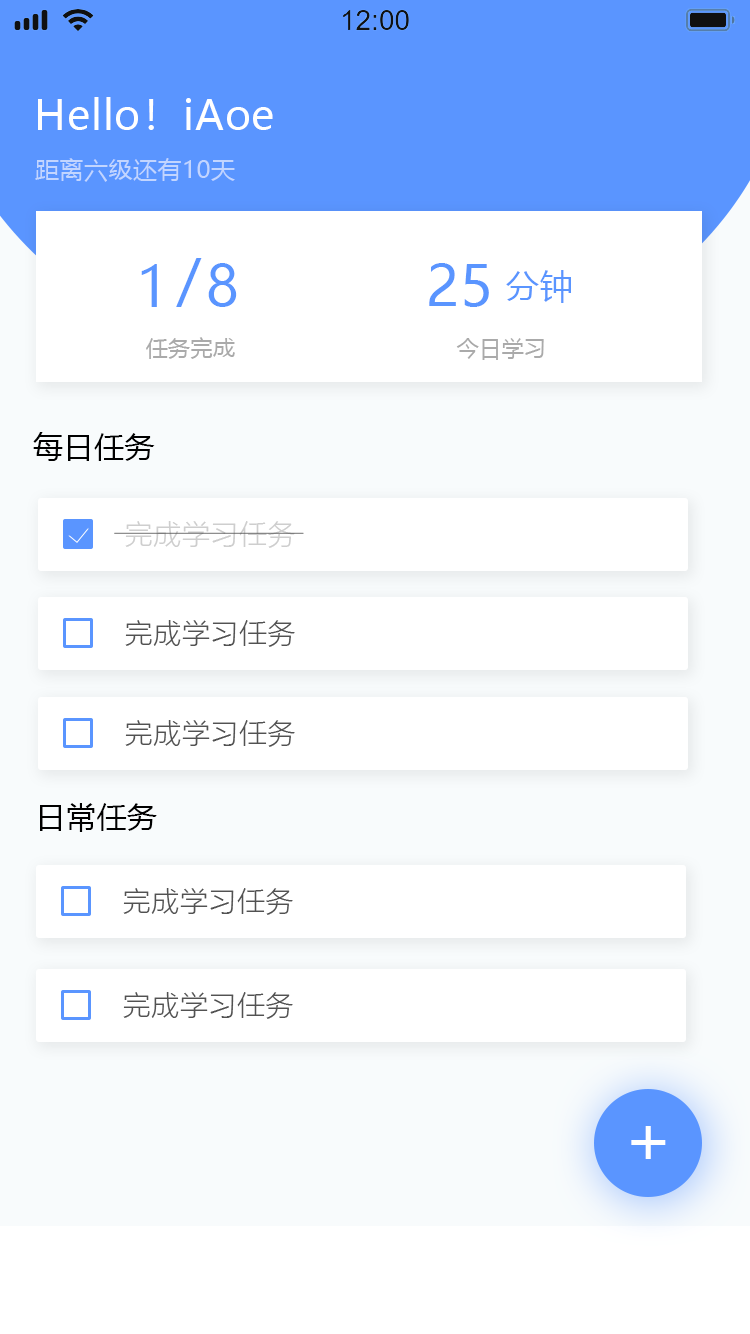 12:00
Hello! iAoe
距离六级还有10天
1/8
25 分钟
任务完成
今日学习
每日任务
完成学习任务
完成学习任务
完成学习任务
日常任务
完成学习任务
完成学习任务